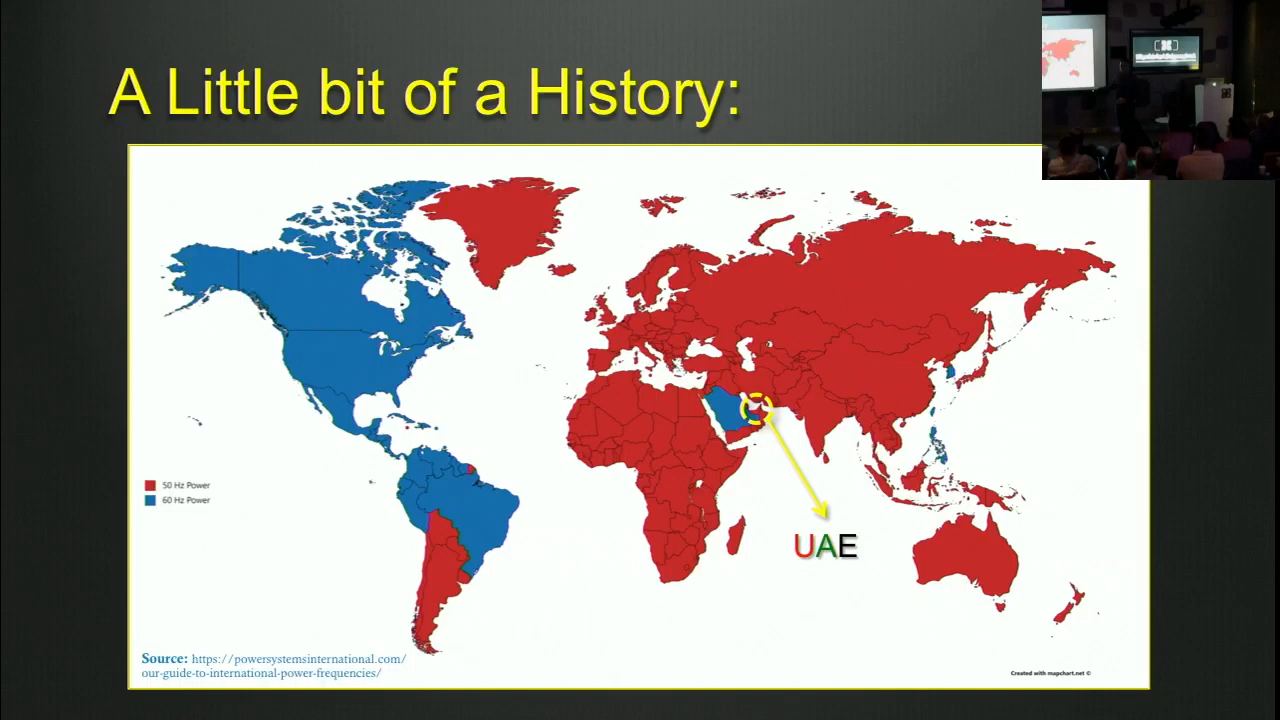 A Little bit of a History:
50 Hz Power
60 Hz Power
UAE
Source: https://powersystemsinternational.com/
our-guide-to-international-power-frequencies/
Created with mapchart.net ©